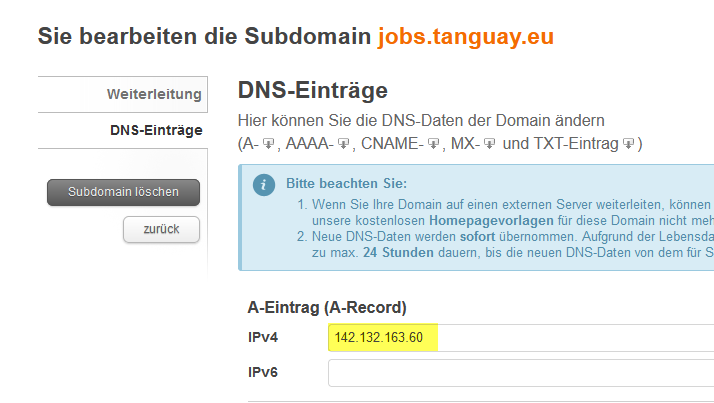 Sie bearbeiten die Subdomain jobs.tanguay.eu
Weiterleitung
DNS-Einträge
Subdomain löschen
zurück
DNS-Einträge
Hier können Sie die DNS-Daten der Domain ändern
(A- , AAAA- , CNAME- , MX- und TXT-Eintrag )
Bitte beachten Sie:
1. Wenn Sie Ihre Domain auf einen externen Server weiterleiten, können
unsere kostenlosen Homepagevorlagen für diese Domain nicht meh
2. Neue DNS-Daten werden sofort übernommen. Aufgrund der Lebensda
zu max. 24 Stunden dauern, bis die neuen DNS-Daten von dem für S
A-Eintrag (A-Record)
IPv4 142.132.163.60
IPv6